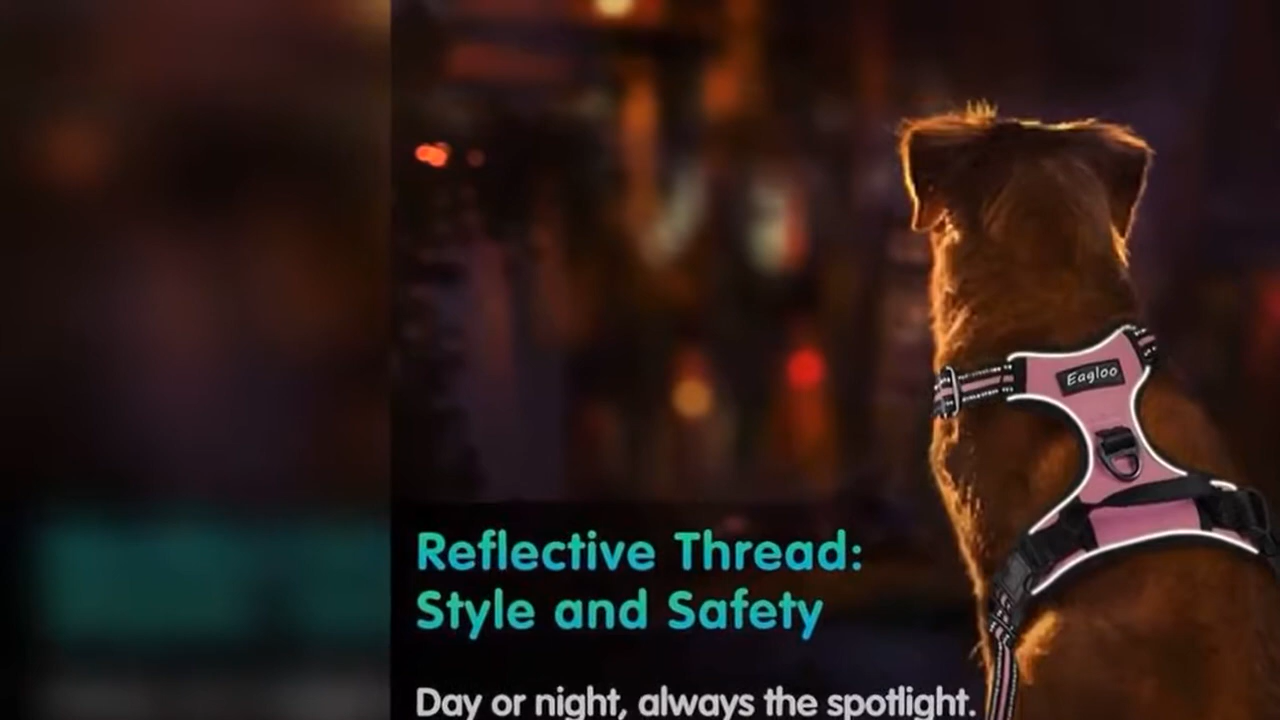 Eagloo
Reflective Thread:
Style and Safety
Day or night, always the spotlight.